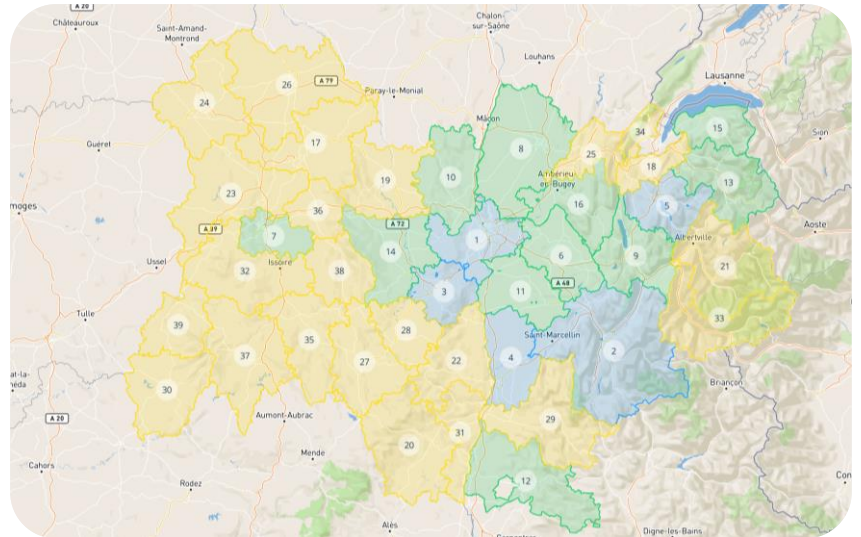 A 20
Châteauroux
Saint-Amand-
Montrond
Chalon-
sur-Saône
Louhans
Lausanne
Sion
26
A 79
Paray-le-Monial
24
Mâcon
15
34
Guéret
17
8
25
18
19
10
Ambérieu-
en-Bugey
13
23
16
5
moges
36
A 72
Aoste
A 89
7
14
1
Albertville
Ussel
Issoire
6
9
21
32
38
3
11
A 48
Tulle
39
28
Saint-Marcellin
33
35
4
2
37
27
22
Briançon
30
Aumont-Aubrac
A 20
29
31
20
Mende
Cahors
12
Rodez
Con
Alès
Digne-les-Bains